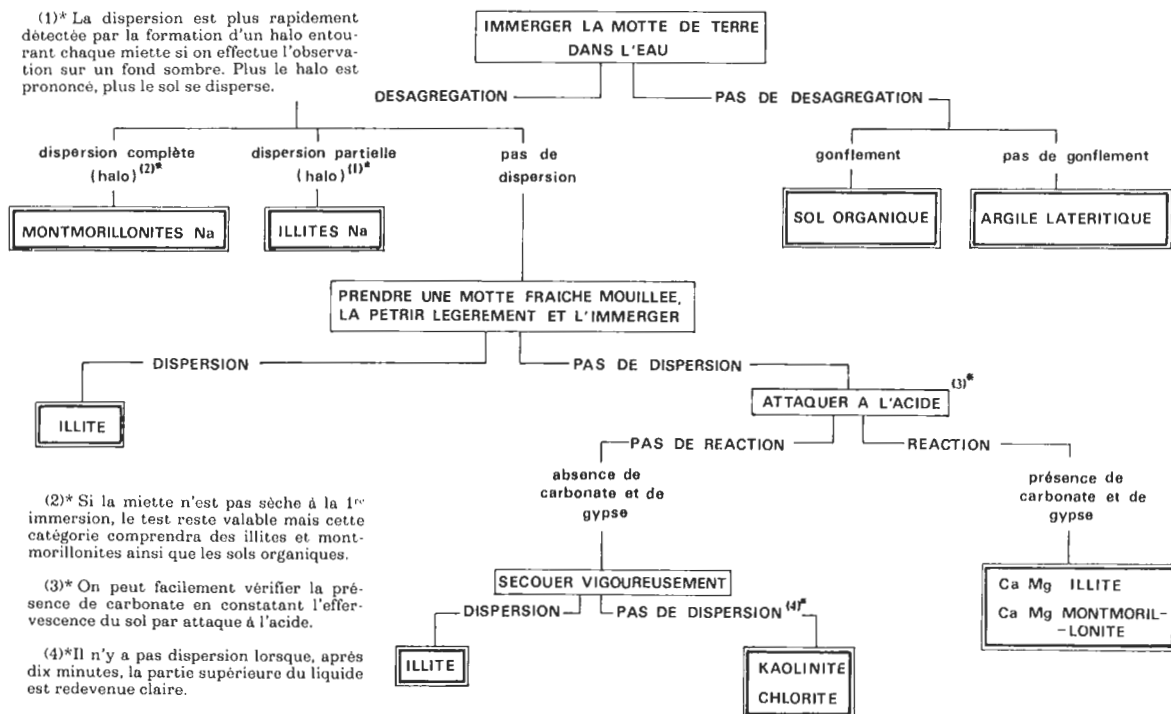 (1)* La dispersion est plus rapidement
détectée par la formation d'un halo entou-
rant chaque miette si on effectue l'observa-
tion sur un fond sombre. Plus le halo est
prononcé, plus le sol se disperse.
IMMERGER LA MOTTE DE TERRE
DANS L'EAU
DESAGREGATION
PAS DE DESAGREGATION
dispersion complète
(halo)(2)*
dispersion partielle
(halo)(1)*
pas de
dispersion
gonflement
pas de gonflement
MONTMORILLONITES Na
ILLITES Na
SOL ORGANIQUE
ARGILE LATERITIQUE
PRENDRE UNE MOTTE FRAICHE MOUILLEE,
LA PETRIR LEGEREMENT ET L'IMMERGER
DISPERSION
PAS DE DISPERSION
ILLITE
ATTAQUER A L'ACIDE (3)*
PAS DE REACTION
REACTION
absence de
carbonate et de
gypse
présence de
carbonate et de
gypse
(2)* Si la miette n'est pas sèche à la 1re
immersion, le test reste valable mais cette
catégorie comprendra des illites et mont-
morillonites ainsi que les sols organiques.
(3)* On peut facilement vérifier la pré-
sence de carbonate en constatant l'effer-
vescence du sol par attaque à l'acide.
(4)*Il n'y a pas dispersion lorsque, après
dix minutes, la partie supérieure du liquide
est redevenue claire.
SECOUER VIGOUREUSEMENT
DISPERSION
PAS DE DISPERSION (4)*
ILLITE
KAOLINITE
CHLORITE
Ca Mg ILLITE
Ca Mg MONTMORIL-
-LONITE